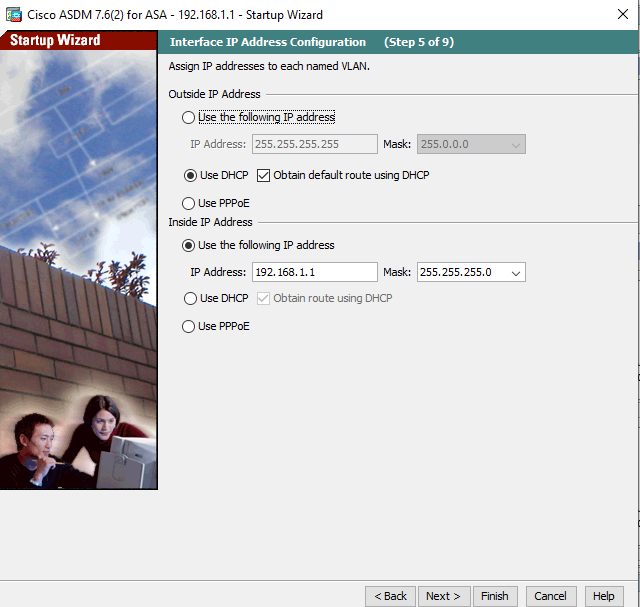 Cisco ASDM 7.6(2) for ASA - 192.168.1.1 - Startup Wizard
Startup Wizard
Interface IP Address Configuration (Step 5 of 9)
Assign IP addresses to each named VLAN.
Outside IP Address
Use the following IP address
IP Address: 255.255.255.255 Mask: 255.0.0.0
Use DHCP Obtain default route using DHCP
Use PPPoE
Inside IP Address
Use the following IP address
IP Address: 192.168.1.1 Mask: 255.255.255.0
Use DHCP Obtain route using DHCP
Use PPPoE
< Back Next > Finish Cancel Help